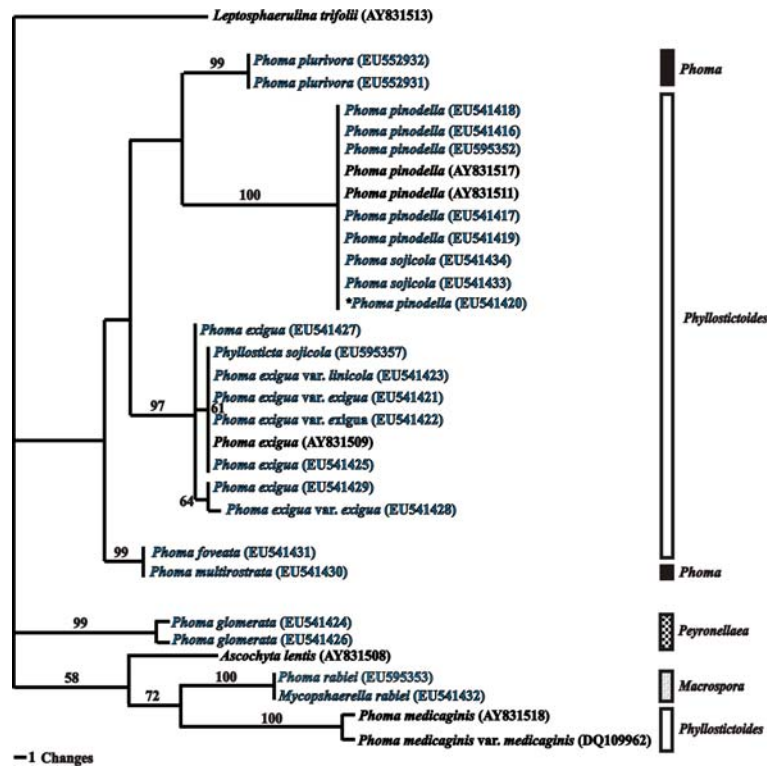 Leptosphaerulina trifolii (AY831513)
99
Phoma plurivora (EU552932)
Phoma plurivora (EU552931)
Phoma
Phoma pinodella (EU541418)
Phoma pinodella (EU541416)
Phoma pinodella (EU595352)
Phoma pinodella (AY831517)
100
Phoma pinodella (AY831511)
Phoma pinodella (EU541417)
Phoma pinodella (EU541419)
Phoma sojicola (EU541434)
Phoma sojicola (EU541433)
*Phoma pinodella (EU541420)
Phyllostictoides
Phoma exigua (EU541427)
Phyllosticta sojicola (EU595357)
Phoma exigua var. linicola (EU541423)
Phoma exigua var. exigua (EU541421)
97
61
Phoma exigua var. exigua (EU541422)
Phoma exigua (AY831509)
Phoma exigua (EU541425)
Phoma exigua (EU541429)
64
Phoma exigua var. exigua (EU541428)
99
Phoma foveata (EU541431)
Phoma multirostrata (EU541430)
Phoma
99
Phoma glomerata (EU541424)
Phoma glomerata (EU541426)
Peyronellaea
Ascochyta lentis (AY831508)
58
72
100
Phoma rabiei (EU595353)
Mycopshaerella rabiei (EU541432)
Macrospora
100
Phoma medicaginis (AY831518)
Phoma medicaginis var. medicaginis (DQ109962)
Phyllostictoides
1 Changes